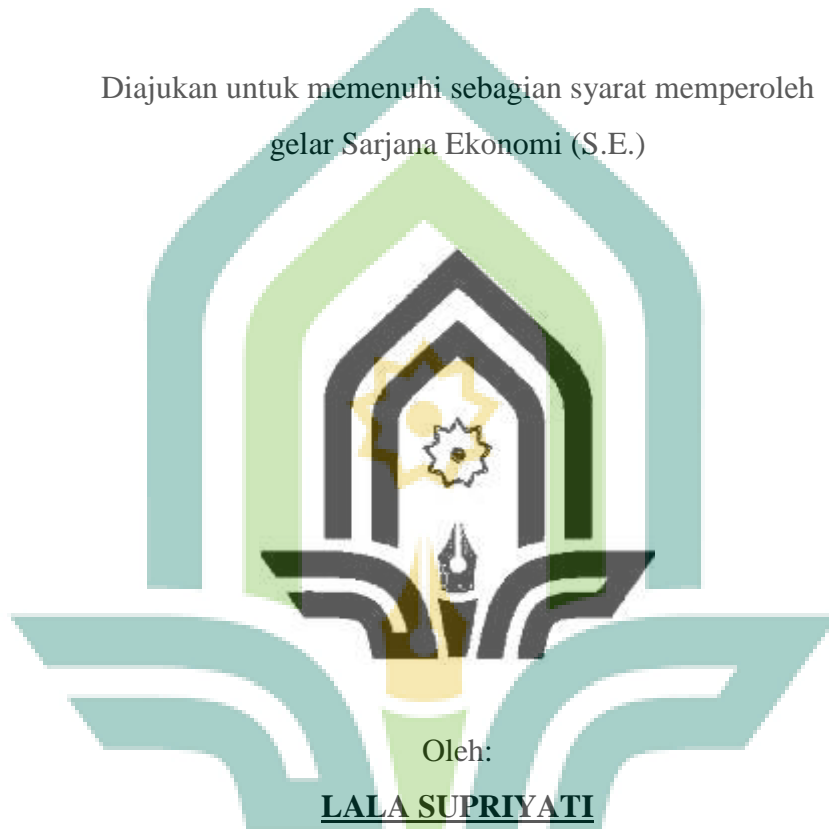 Diajukan untuk memenuhi sebagian syarat memperoleh
gelar Sarjana Ekonomi (S.E.)
Oleh:
LALA SUPRIYATI